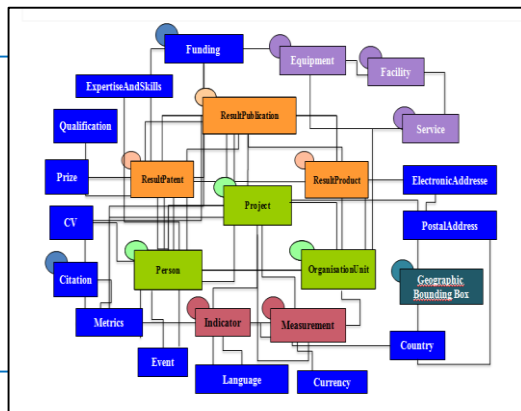 Funding
Equipment
Facility
ExpertiseAndSkills
ResultPublication
Qualification
Service
Prize
ResultPatent
ResultProduct
ElectronicAddresse
Project
CV
PostalAddress
Person
OrganisationUnit
Citation
Geographic
Bounding
Box
Metrics
Indicator
Measurement
Country
Event
Language
Currency